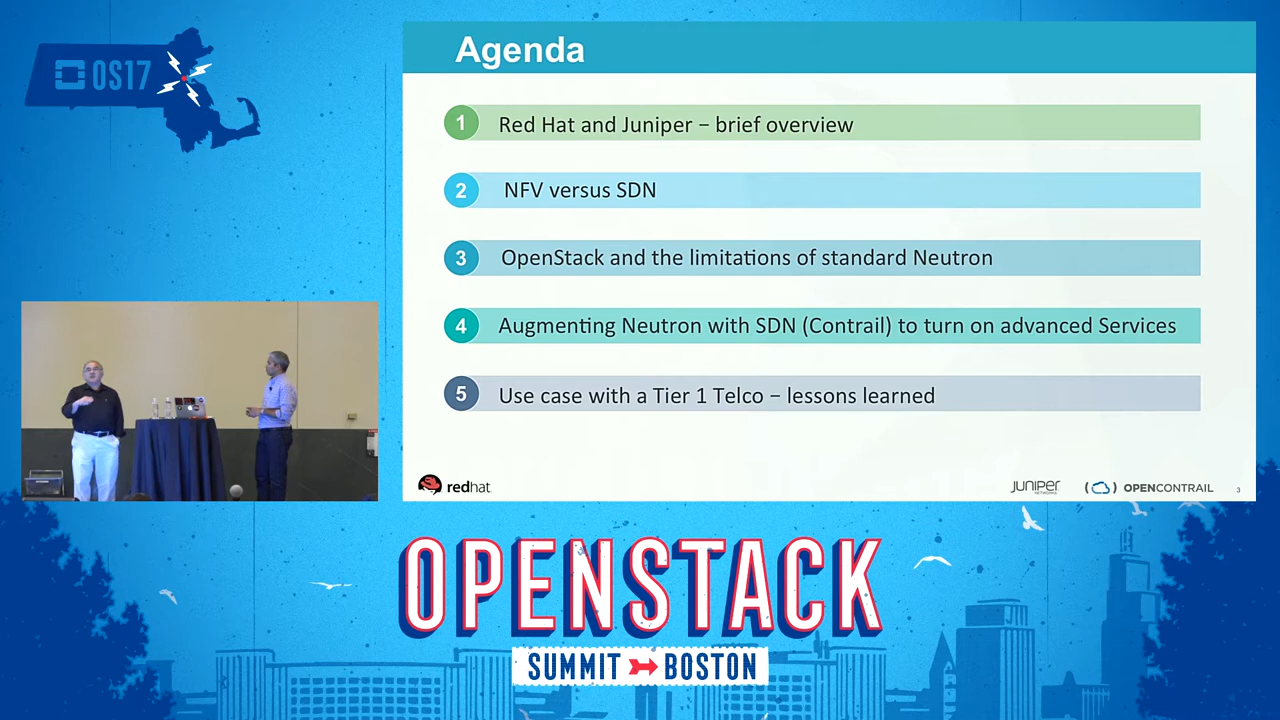 OS17
Agenda
1 Red Hat and Juniper – brief overview
2 NFV versus SDN
3 OpenStack and the limitations of standard Neutron
4 Augmenting Neutron with SDN (Contrail) to turn on advanced Services
5 Use case with a Tier 1 Telco – lessons learned
redhat
JUNIPER
NETWORKS
OPENCONTRAIL
3
OPENSTACK
SUMMIT BOSTON